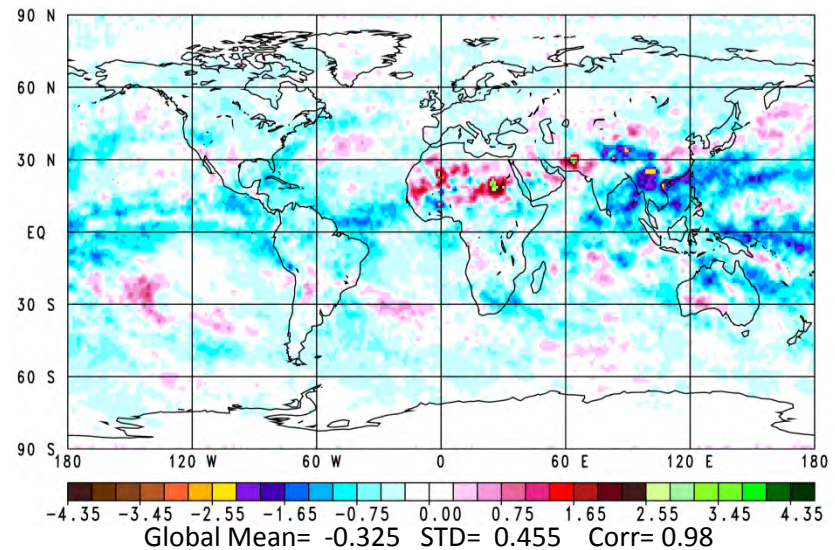 90 N
60 N
30 N
EQ
30 S
60 S
90 S
180 120 W 60 W 0 60 E 120 E 180
-4.35 -3.45 -2.55 -1.65 -0.75 0.00 0.75 1.65 2.55 3.45 4.35
Global Mean= -0.325 STD= 0.455 Corr= 0.98